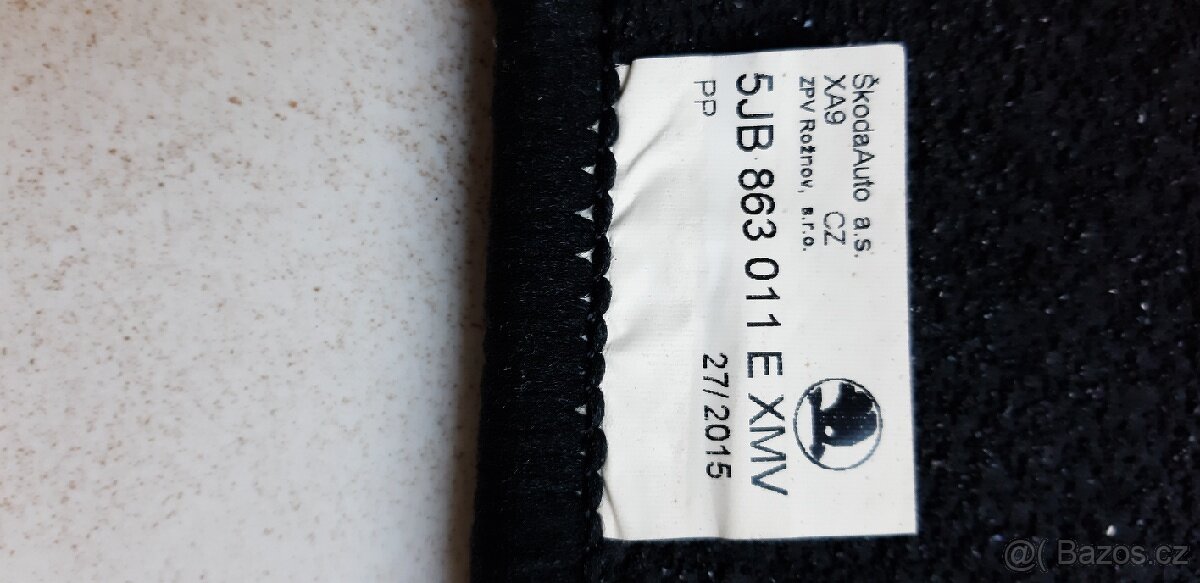 ŠkodaAuto a.s.
XA9 CZ
ZPV Rožnov, s.r.o.
5JB 863 011 E XMV
PP 27/2015
@( Bazos.cz